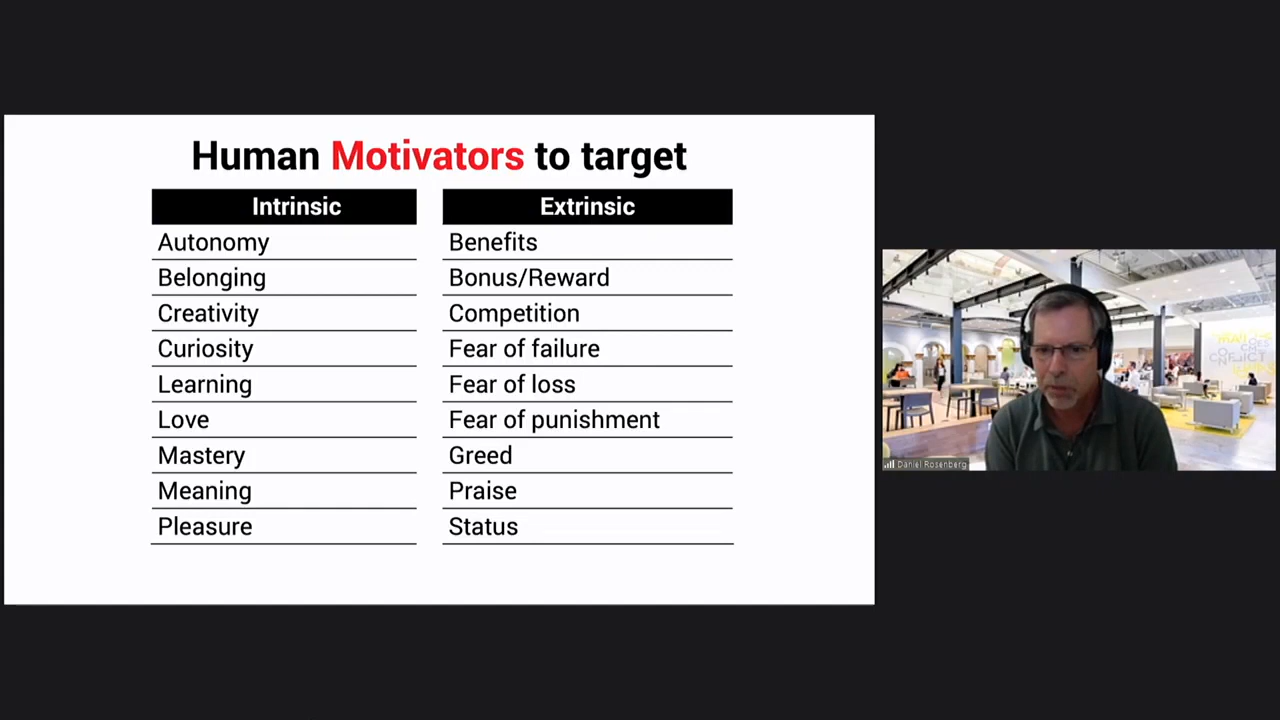 Human Motivators to target
Intrinsic
Autonomy
Belonging
Creativity
Curiosity
Learning
Love
Mastery
Meaning
Pleasure
Extrinsic
Benefits
Bonus/Reward
Competition
Fear of failure
Fear of loss
Fear of punishment
Greed
Praise
Status
Daniel Rosenberg